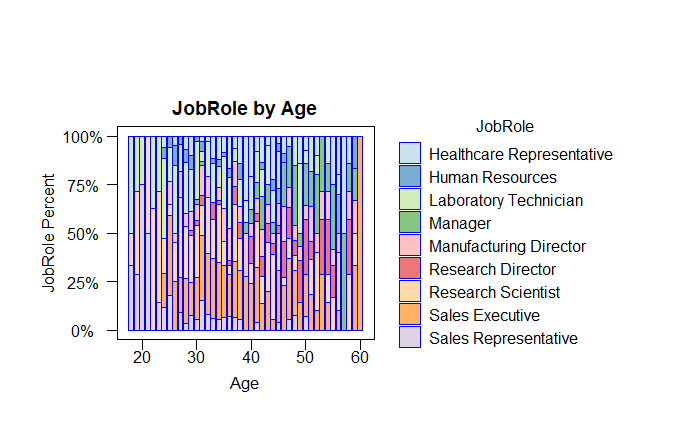 JobRole by Age
JobRole Percent
100%
75%
50%
25%
0%
20 30 40 50 60
Age
JobRole
Healthcare Representative
Human Resources
Laboratory Technician
Manager
Manufacturing Director
Research Director
Research Scientist
Sales Executive
Sales Representative